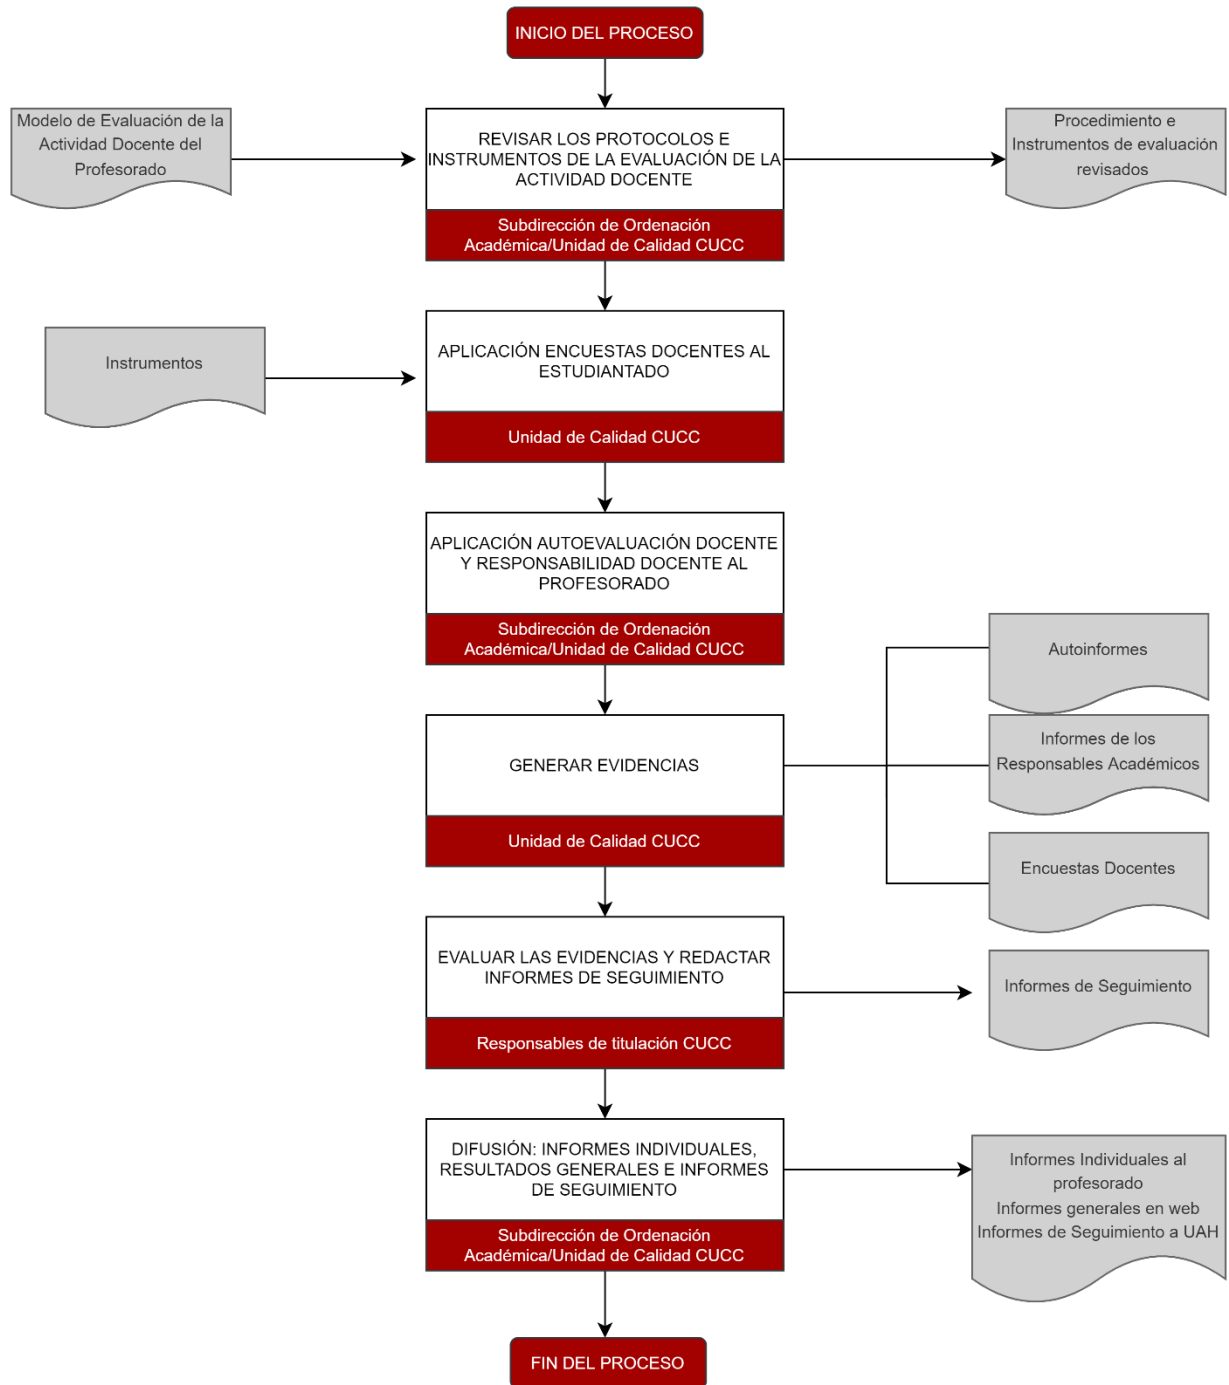 INICIO DEL PROCESO
Modelo de Evaluación de la
Actividad Docente del
Profesorado
REVISAR LOS PROTOCOLOS E
INSTRUMENTOS DE LA EVALUACIÓN DE LA
ACTIVIDAD DOCENTE
Subdirección de Ordenación
Académica/Unidad de Calidad CUCC
Procedimiento e
Instrumentos de evaluación
revisados
Instrumentos
APLICACIÓN ENCUESTAS DOCENTES AL
ESTUDIANTADO
Unidad de Calidad CUCC
APLICACIÓN AUTOEVALUACIÓN DOCENTE
Y RESPONSABILIDAD DOCENTE AL
PROFESORADO
Subdirección de Ordenación
Académica/Unidad de Calidad CUCC
GENERAR EVIDENCIAS
Unidad de Calidad CUCC
Autoinformes
Informes de los
Responsables Académicos
Encuestas Docentes
EVALUAR LAS EVIDENCIAS Y REDACTAR
INFORMES DE SEGUIMIENTO
Responsables de titulación CUCC
Informes de Seguimiento
DIFUSIÓN: INFORMES INDIVIDUALES,
RESULTADOS GENERALES E INFORMES
DE SEGUIMIENTO
Subdirección de Ordenación
Académica/Unidad de Calidad CUCC
Informes Individuales al
profesorado
Informes generales en web
Informes de Seguimiento a UAH
FIN DEL PROCESO